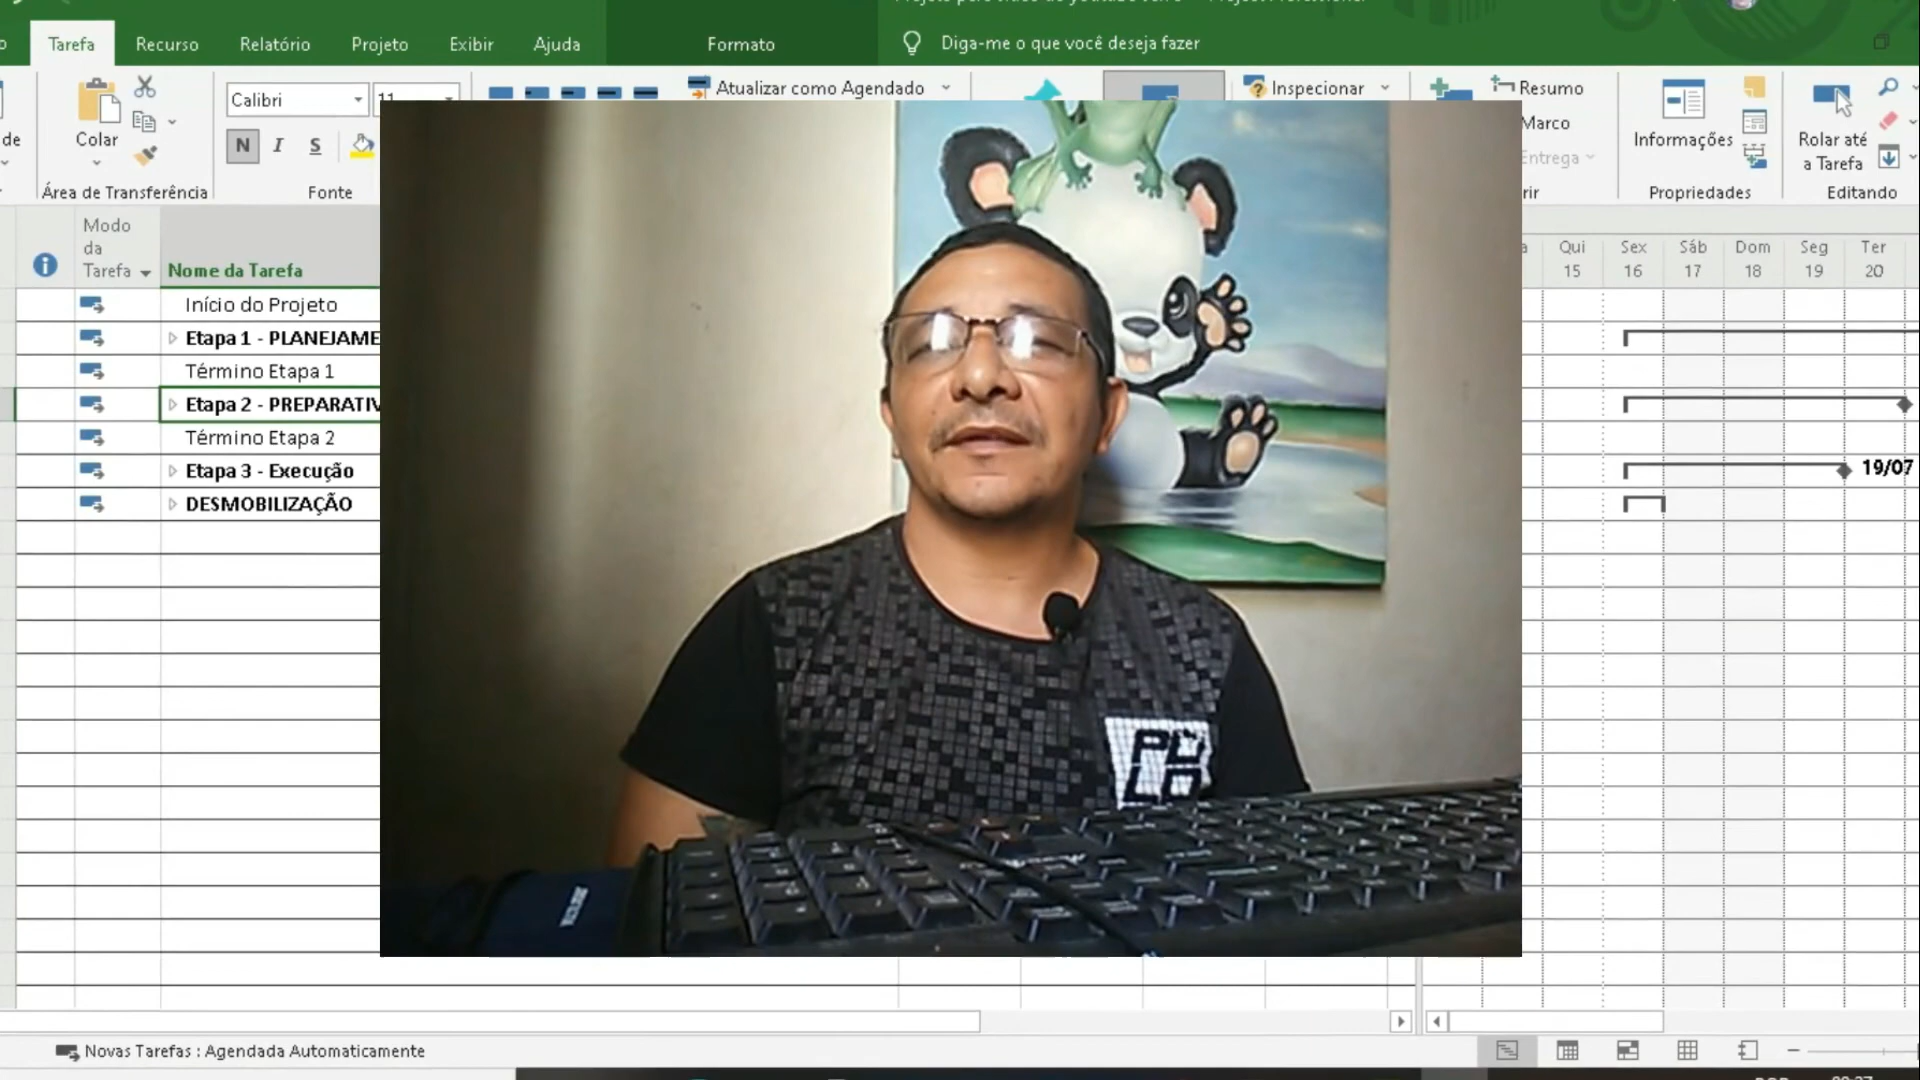 Tarefa Recurso Relatório Projeto Exibir Ajuda Formato Diga-me o que você deseja fazer
Calibri 11 Atualizar como Agendado Inspecionar Resumo
de Colar N I S Marco Informações Rolar até a Tarefa
Entrega
Área de Transferência Fonte Propriedades Editando
Modo da Tarefa
Nome da Tarefa
Qui 15 Sex 16 Sáb 17 Dom 18 Seg 19 Ter 20
Início do Projeto
Etapa 1 - PLANEJAME
Término Etapa 1
Etapa 2 - PREPARATIV
Término Etapa 2
Etapa 3 - Execução 19/07
DESMOBILIZAÇÃO
Novas Tarefas : Agendada Automaticamente